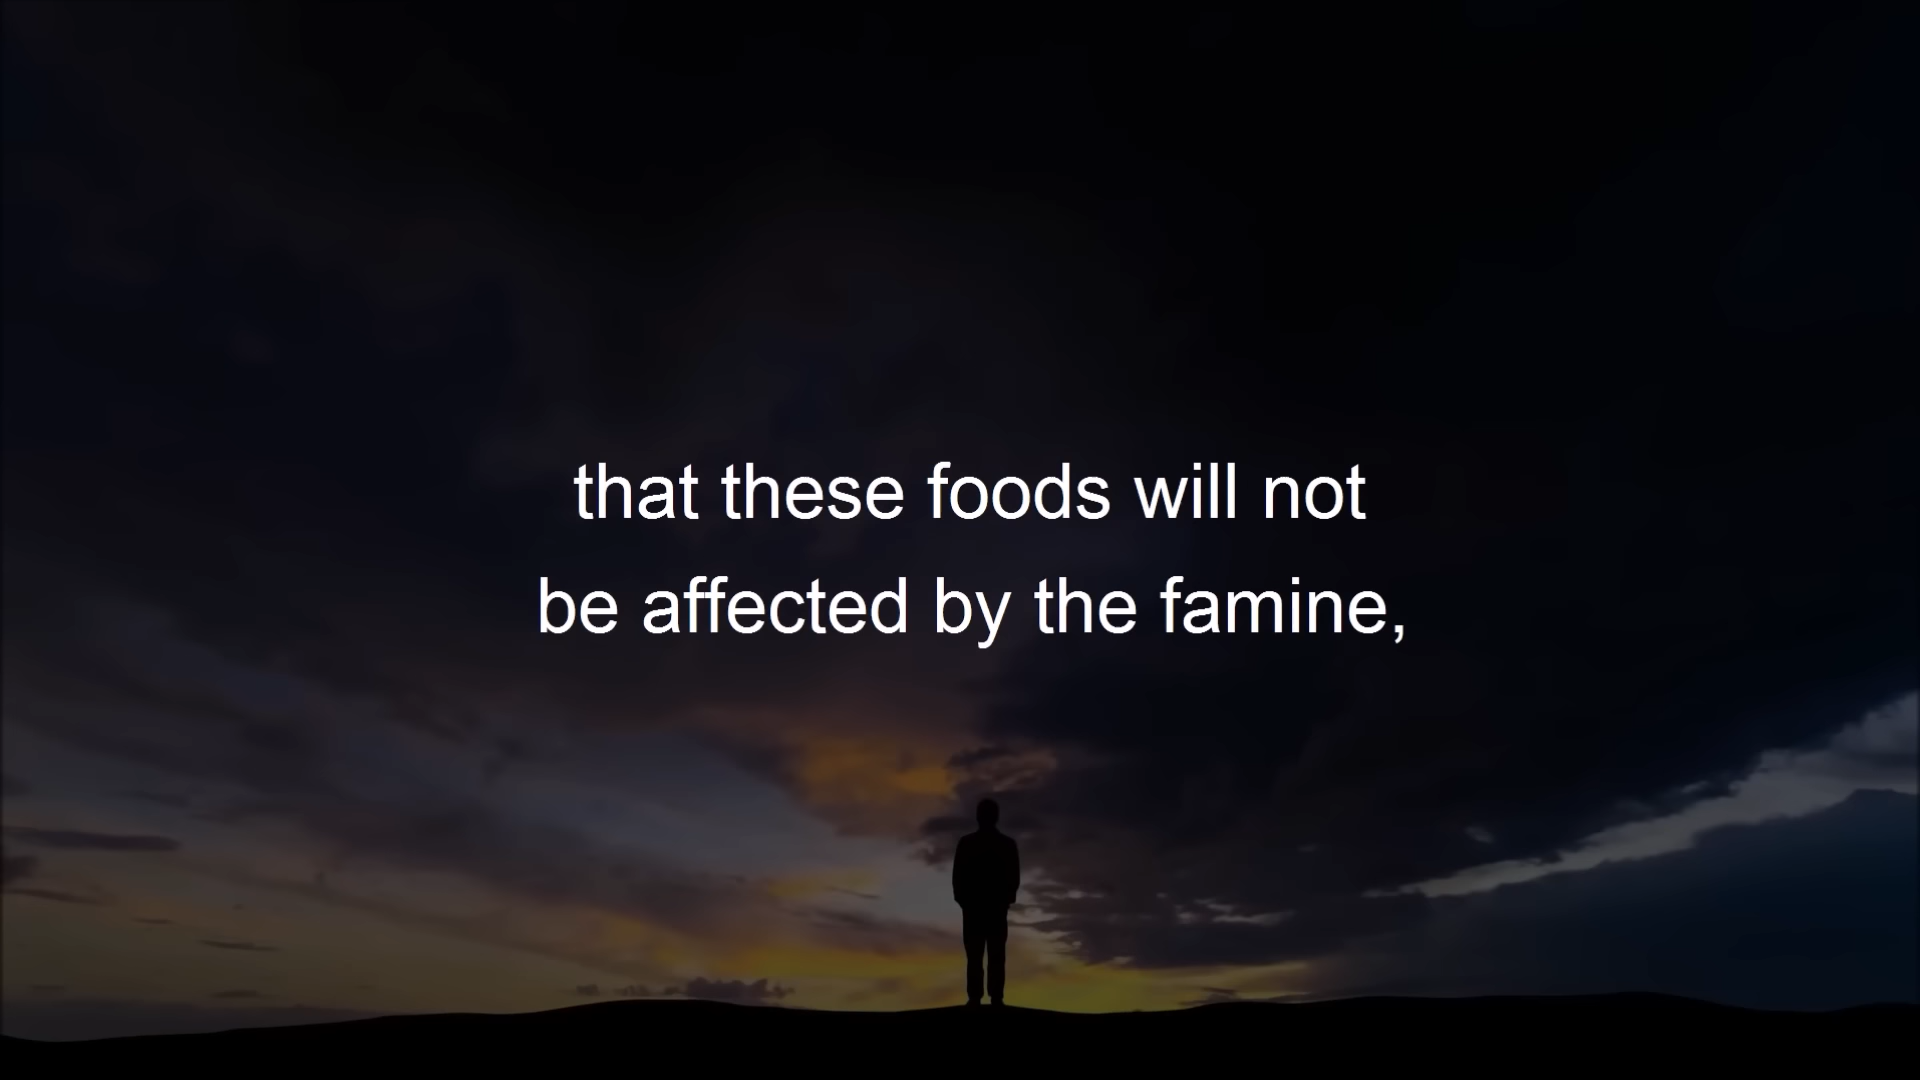 that these foods will not
be affected by the famine,